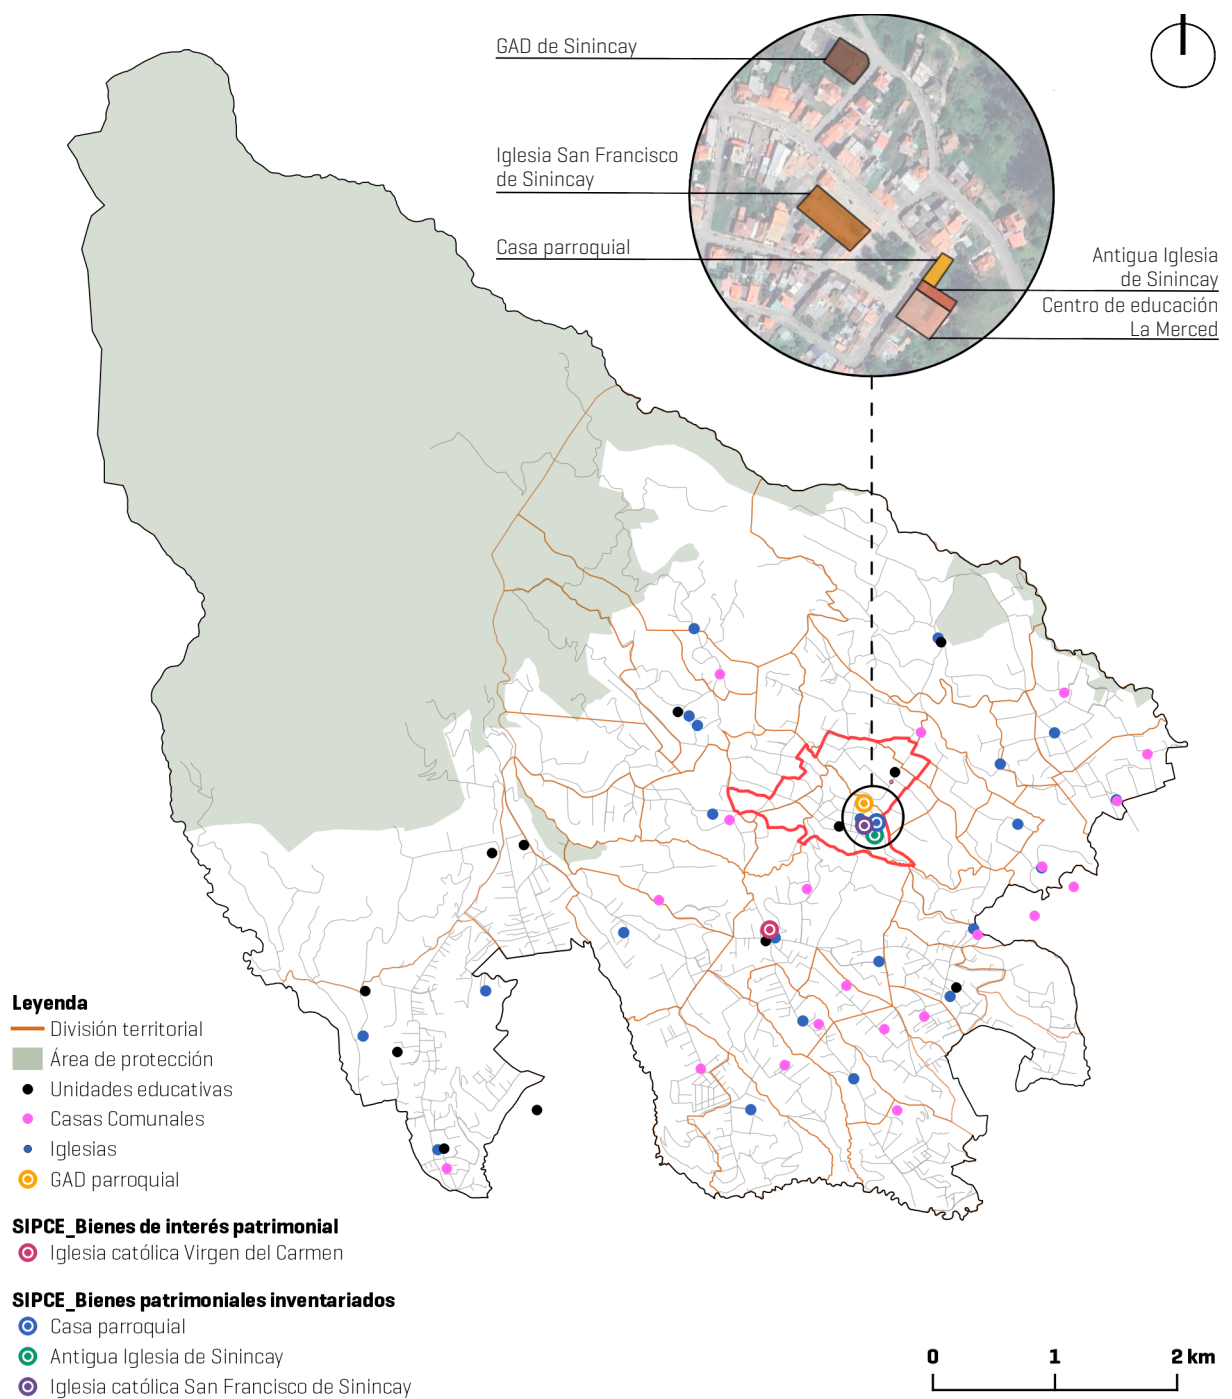 GAD de Sinincay
Iglesia San Francisco
de Sinincay
Casa parroquial
Antigua Iglesia
de Sinincay
Centro de educación
La Merced
Leyenda
División territorial
Área de protección
Unidades educativas
Casas Comunales
Iglesias
GAD parroquial
SIPCE_Bienes de interés patrimonial
Iglesia católica Virgen del Carmen
SIPCE_Bienes patrimoniales inventariados
Casa parroquial
Antigua Iglesia de Sinincay
Iglesia católica San Francisco de Sinincay
0 1 2 km